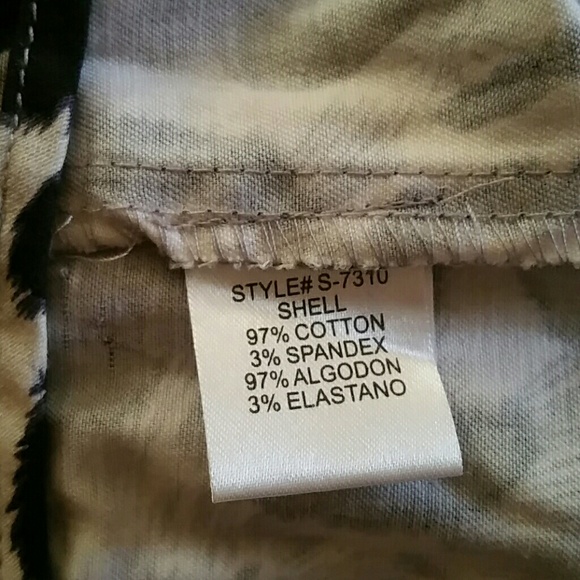 STYLE# S-7310
SHELL
97% COTTON
3% SPANDEX
97% ALGODON
3% ELASTANO